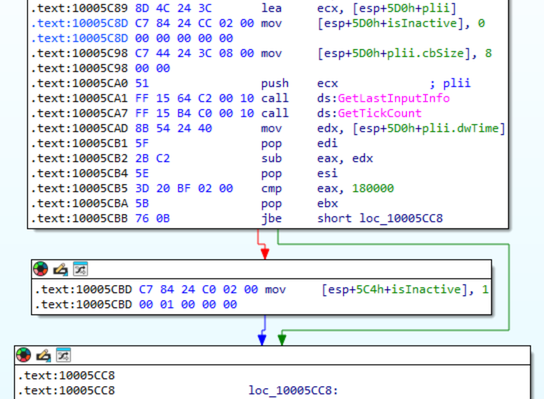 .text:10005C89 8D 4C 24 3C lea ecx, [esp+5D0h+plii]
.text:10005C8D C7 84 24 CC 02 00 mov [esp+5D0h+isInactive], 0
.text:10005C8D 00 00 00 00 00
.text:10005C98 C7 44 24 3C 08 00 mov [esp+5D0h+plii.cbSize], 8
.text:10005C98 00 00
.text:10005CA0 51 push ecx ; plii
.text:10005CA1 FF 15 64 C2 00 10 call ds:GetLastInputInfo
.text:10005CA7 FF 15 B4 C0 00 10 call ds:GetTickCount
.text:10005CAD 8B 54 24 40 mov edx, [esp+5D0h+plii.dwTime]
.text:10005CB1 5F pop edi
.text:10005CB2 2B C2 sub eax, edx
.text:10005CB4 5E pop esi
.text:10005CB5 3D 20 BF 02 00 cmp eax, 180000
.text:10005CBA 5B pop ebx
.text:10005CBB 76 0B jbe short loc_10005CC8
.text:10005CBD C7 84 24 C0 02 00 mov [esp+5C4h+isInactive], 1
.text:10005CBD 00 01 00 00 00
.text:10005CC8
.text:10005CC8 loc_10005CC8: